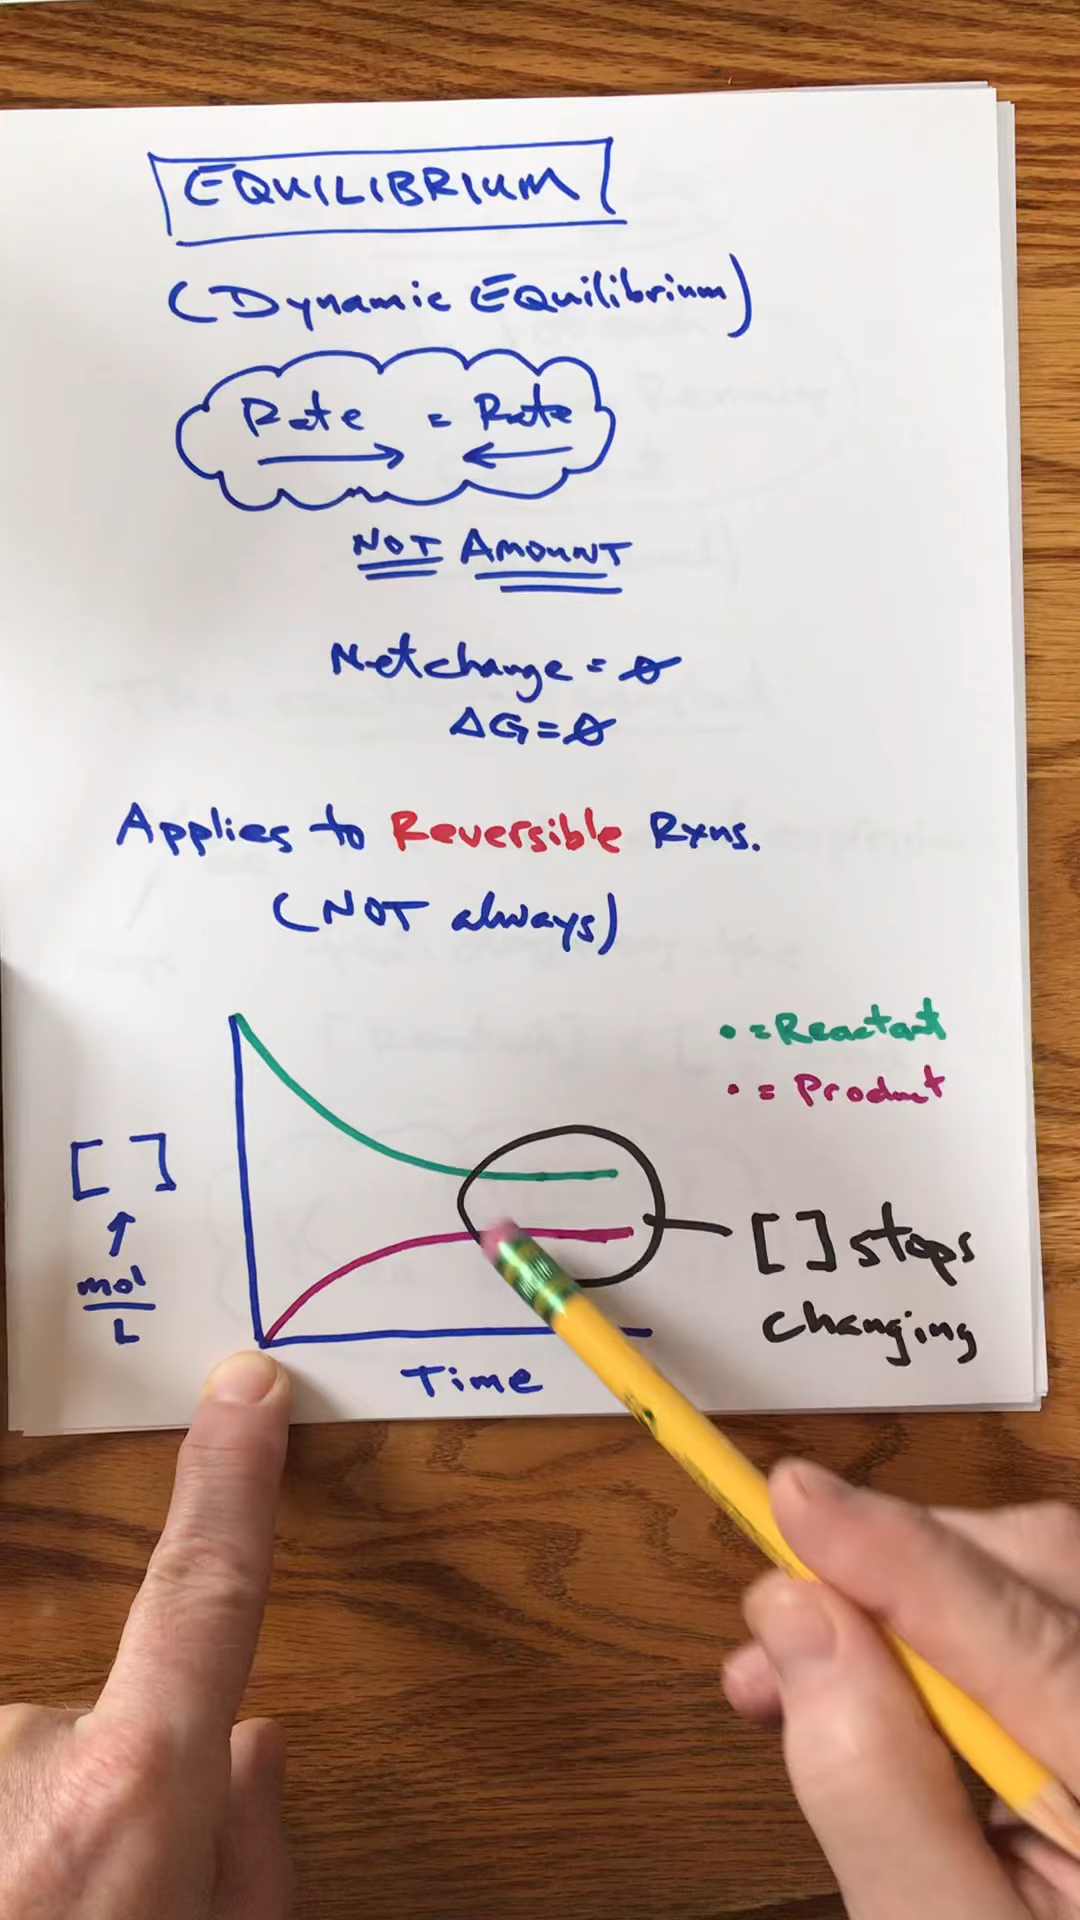 EQUILIBRIUM
(Dynamic EQuilibrium)
Rate = Rate
NOT AMOUNT
Net change = 0
ΔG = 0
Applies to Reversible Rxns.
(NOT always)
• = Reactant
• = Product
[ ]
mol
L
[ ] stops
changing
Time